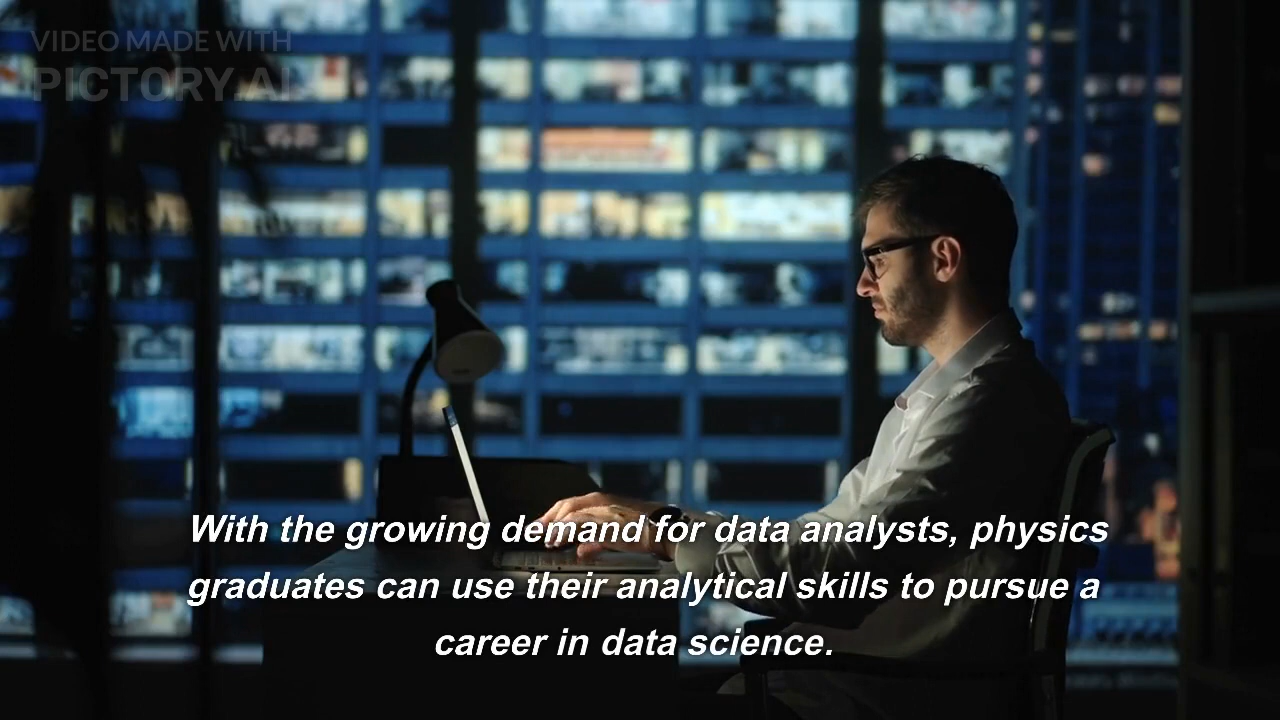 VIDEO MADE WITH
PICTORY.AI
With the growing demand for data analysts, physics
graduates can use their analytical skills to pursue a
career in data science.